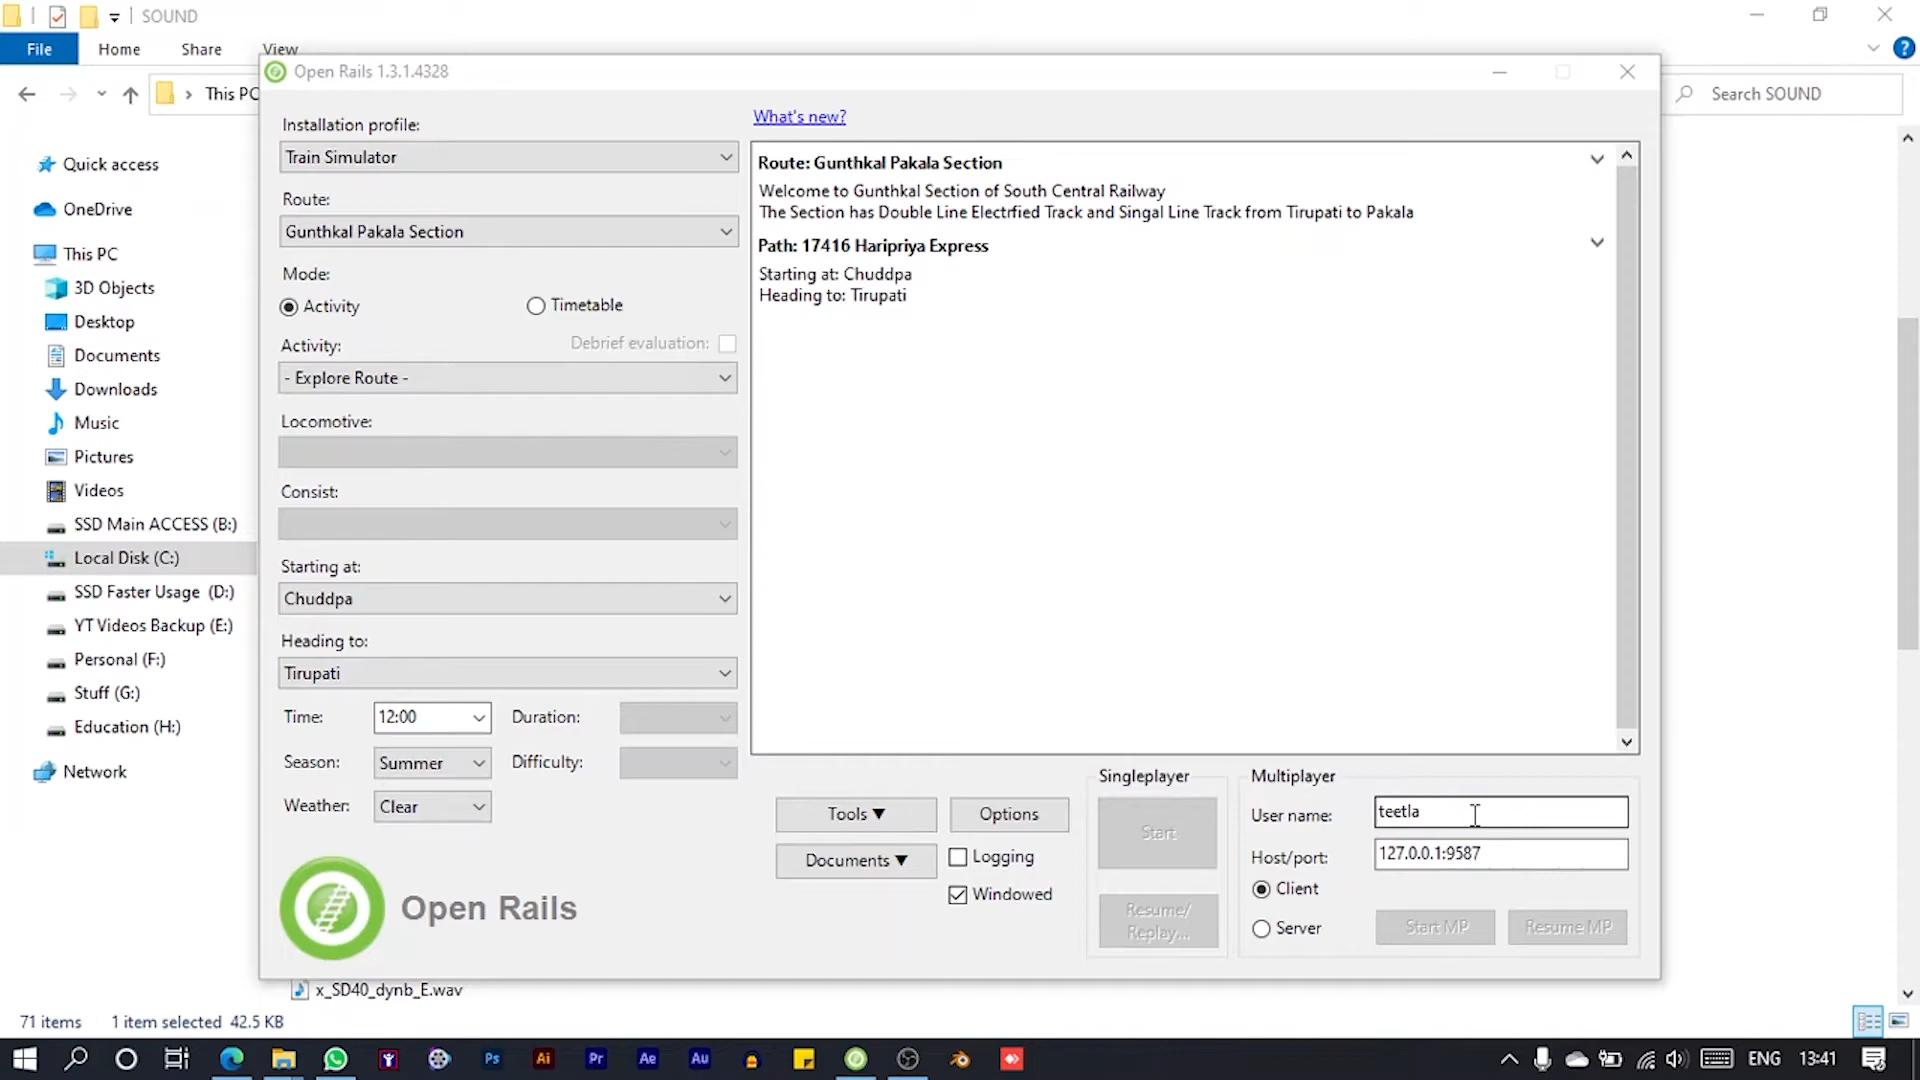 SOUND
File
Home
Share
View
This PC
Search SOUND
Quick access
OneDrive
This PC
3D Objects
Desktop
Documents
Downloads
Music
Pictures
Videos
SSD Main ACCESS (B:)
Local Disk (C:)
SSD Faster Usage (D:)
YT Videos Backup (E:)
Personal (F:)
Stuff (G:)
Education (H:)
Network
Open Rails 1.3.1.4328
Installation profile:
Train Simulator
Route:
Gunthkal Pakala Section
Mode:
Activity
Timetable
Activity:
Debrief evaluation:
- Explore Route -
Locomotive:
Consist:
Starting at:
Chuddpa
Heading to:
Tirupati
Time:
12:00
Duration:
Season:
Summer
Difficulty:
Weather:
Clear
Open Rails
What's new?
Route: Gunthkal Pakala Section
Welcome to Gunthkal Section of South Central Railway
The Section has Double Line Electrfied Track and Singal Line Track from Tirupati to Pakala
Path: 17416 Haripriya Express
Starting at: Chuddpa
Heading to: Tirupati
Tools ▼
Options
Documents ▼
Logging
Windowed
Singleplayer
Start
Resume/
Replay...
Multiplayer
User name:
teetla
Host/port:
127.0.0.1:9587
Client
Server
Start MP
Resume MP
x_SD40_dynb_E.wav
71 items
1 item selected 42.5 KB
Ps
Ai
Pr
Ae
Au
ENG
13:41